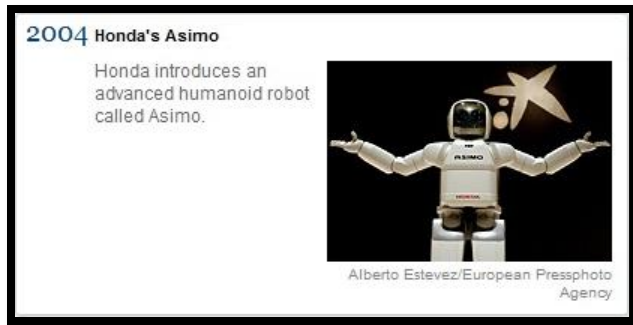 2004 Honda's Asimo
Honda introduces an
advanced humanoid robot
called Asimo.
ASIMO
HONDA
Alberto Estevez/European Pressphoto
Agency